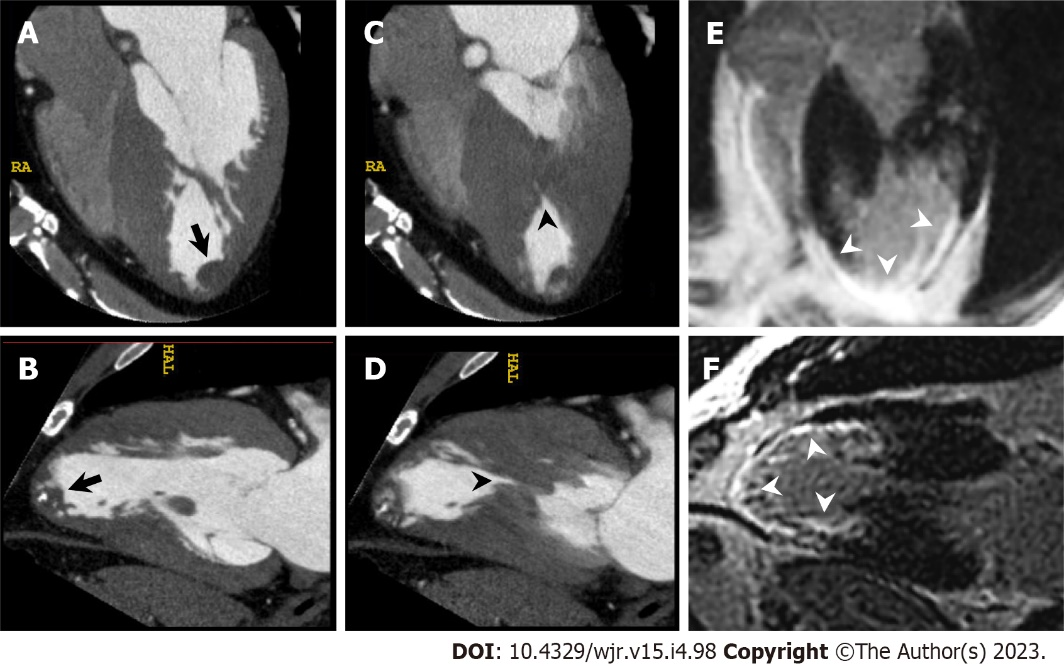 A
C
E
RA
RA
B
HAL
D
HAL
F
DOI: 10.4329/wjr.v15.i4.98 Copyright ©The Author(s) 2023.